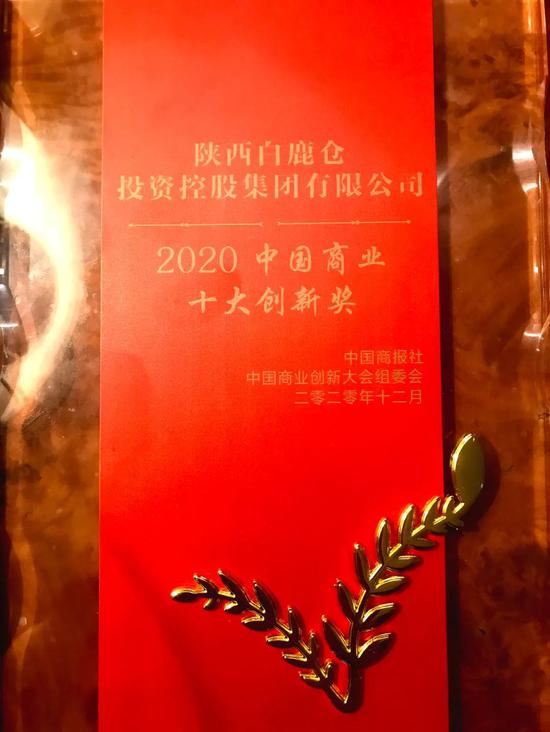 陕西白鹿仓
投资控股集团有限公司
2020 中国商业
十大创新奖
中国商报社
中国商业创新大会组委会
二零二零年十二月